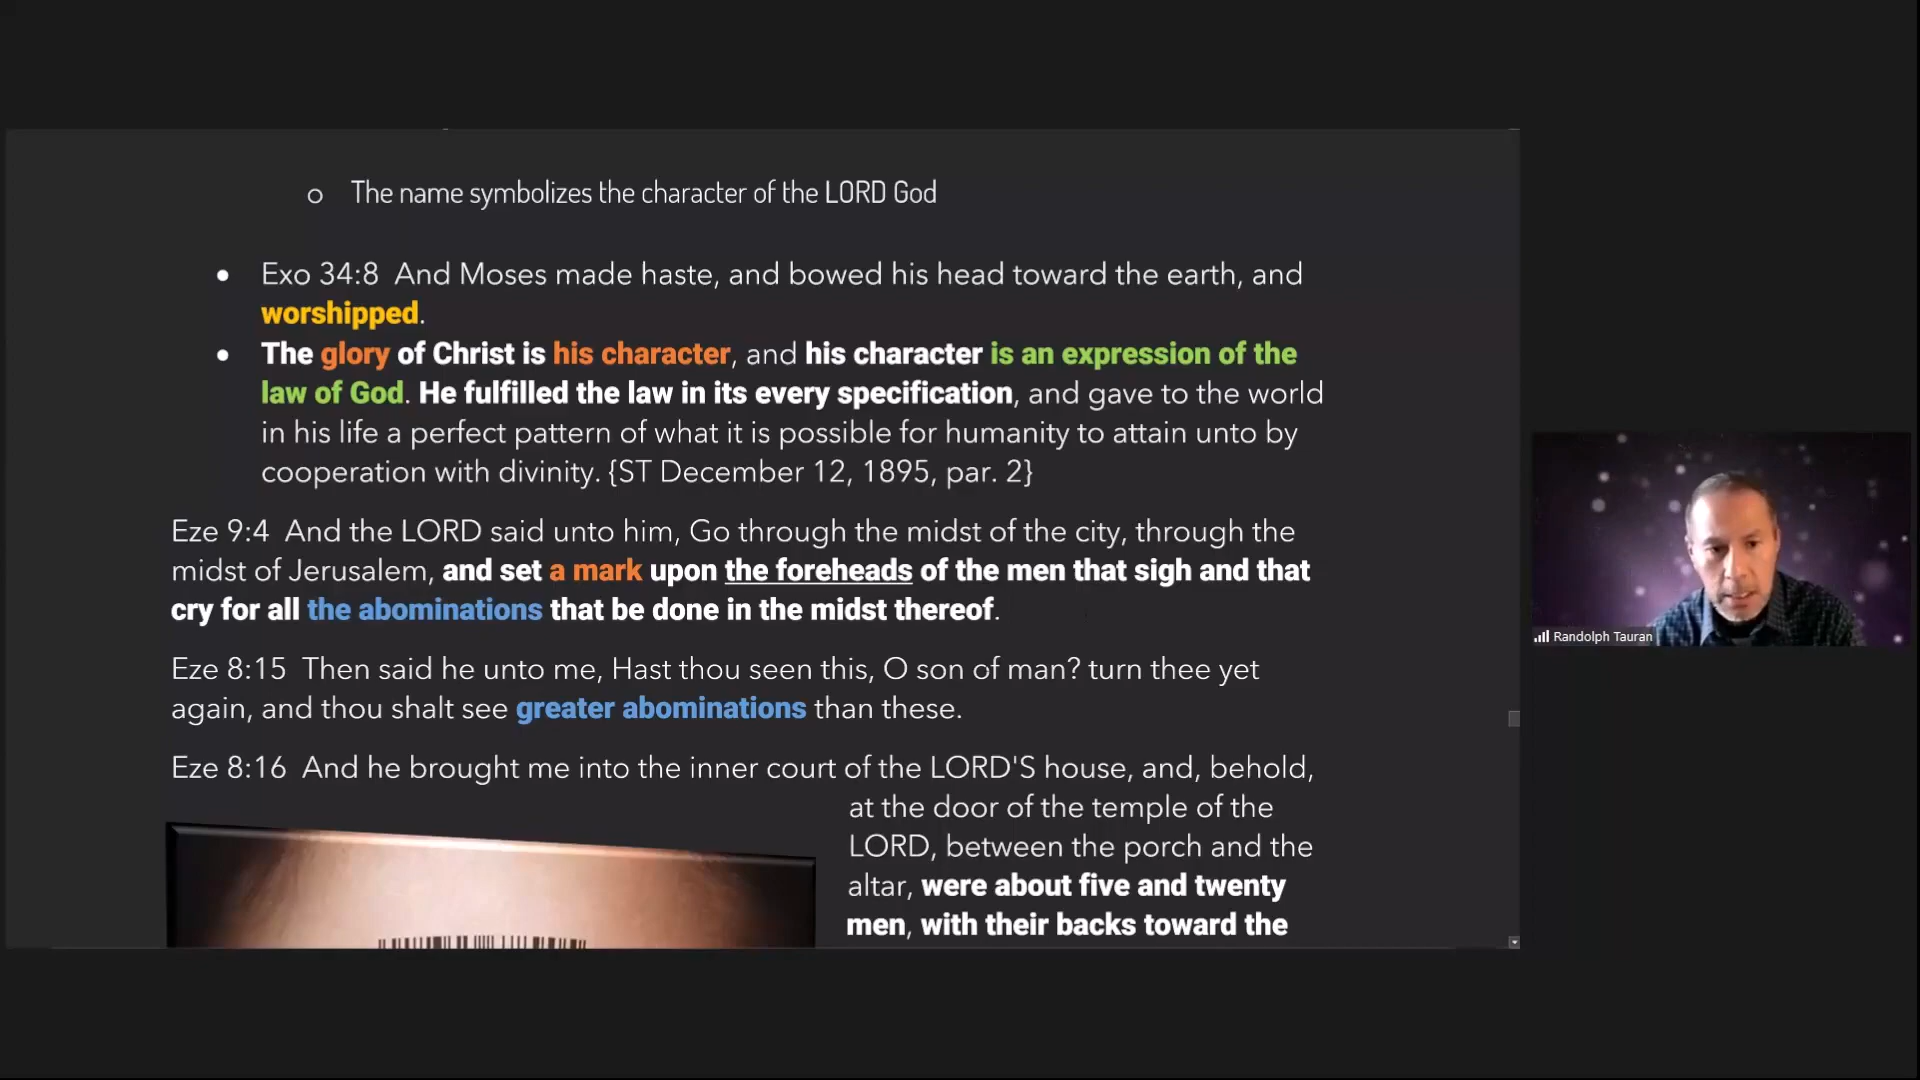 o The name symbolizes the character of the LORD God
• Exo 34:8 And Moses made haste, and bowed his head toward the earth, and
worshipped.
• The glory of Christ is his character, and his character is an expression of the
law of God. He fulfilled the law in its every specification, and gave to the world
in his life a perfect pattern of what it is possible for humanity to attain unto by
cooperation with divinity. {ST December 12, 1895, par. 2}
Eze 9:4 And the LORD said unto him, Go through the midst of the city, through the
midst of Jerusalem, and set a mark upon the foreheads of the men that sigh and that
cry for all the abominations that be done in the midst thereof.
Eze 8:15 Then said he unto me, Hast thou seen this, O son of man? turn thee yet
again, and thou shalt see greater abominations than these.
Eze 8:16 And he brought me into the inner court of the LORD'S house, and, behold,
at the door of the temple of the
LORD, between the porch and the
altar, were about five and twenty
men, with their backs toward the
Randolph Tauran